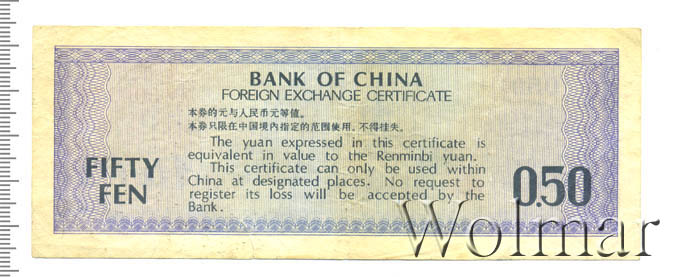 BANK OF CHINA
FOREIGN EXCHANGE CERTIFICATE
本券的元与人民币元等值。
本券只限在中国境内指定的范围使用。不得挂失。
The yuan expressed in this certificate is
equivalent in value to the Renminbi yuan.
This certificate can only be used within
China at designated places. No request to
register its loss will be accepted by the
Bank.
FIFTY
FEN
0.50
Wolmar